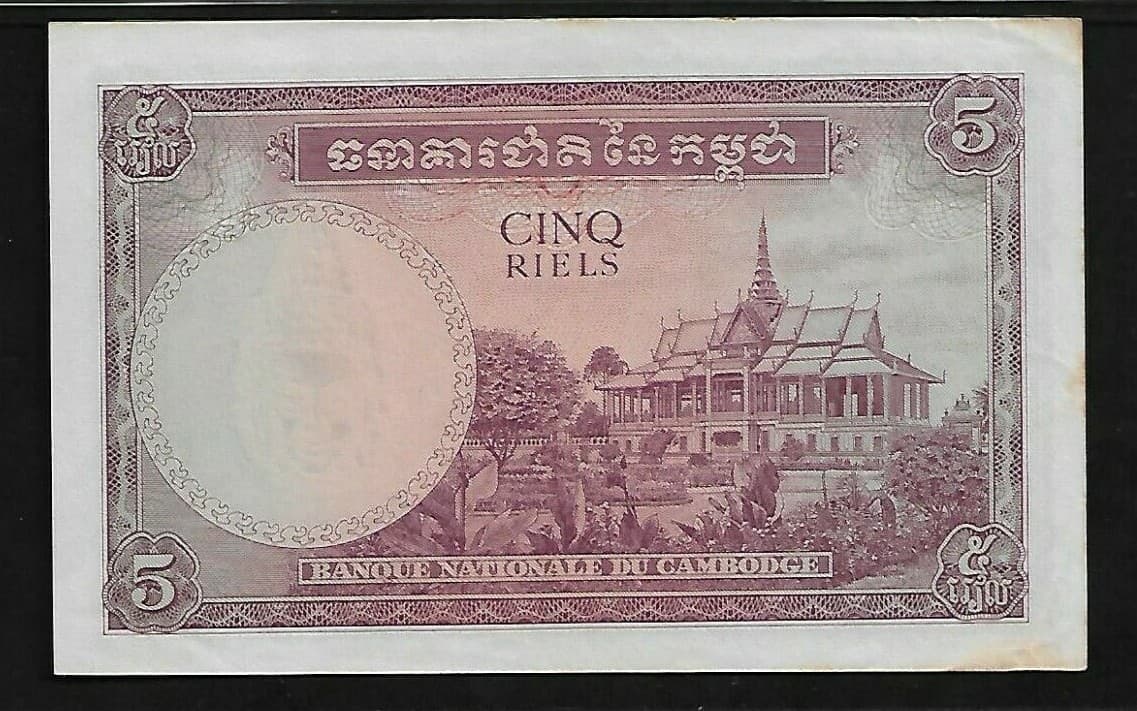 ៥ រៀល
ធនាគារជាតិនៃកម្ពុជា
5
CINQ
RIELS
5
BANQUE NATIONALE DU CAMBODGE
៥ រៀល